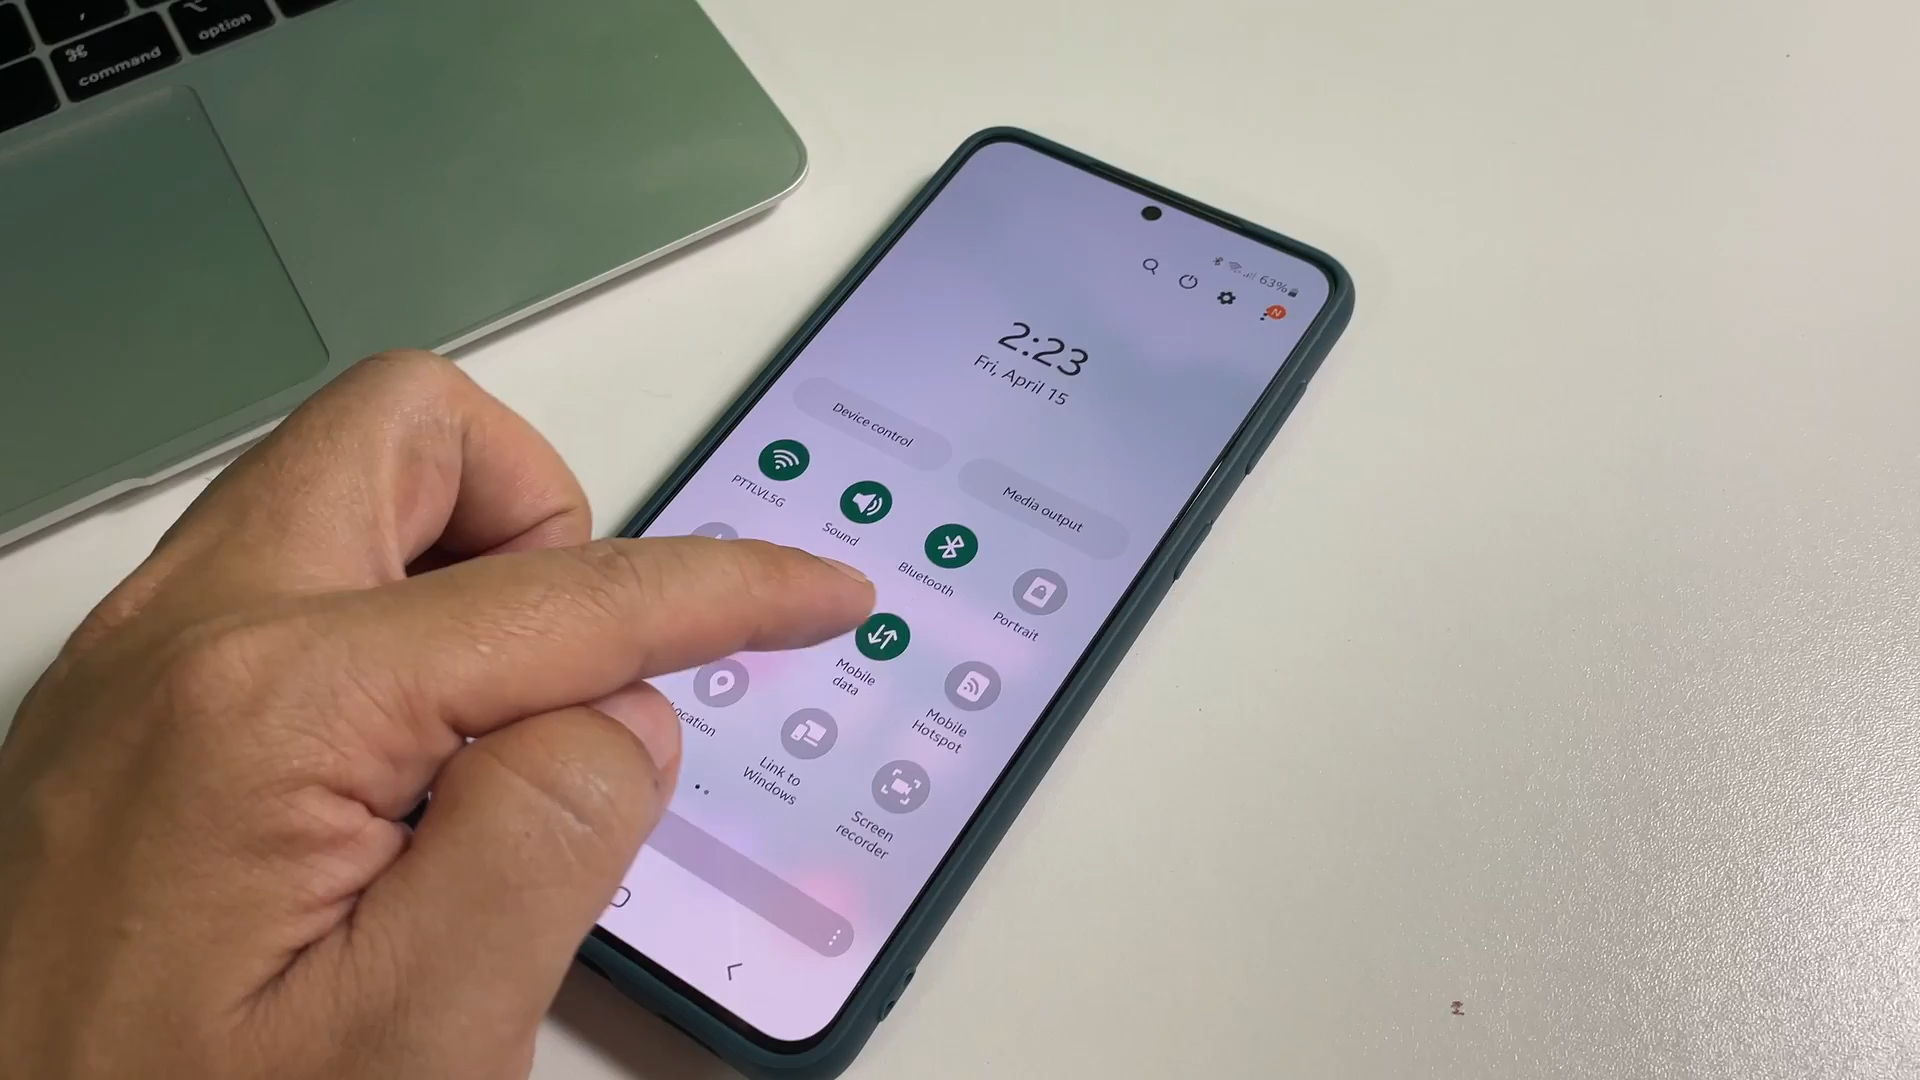 ⌘
command
⌥
option
63%
N
2:23
Fri, April 15
Device control
Media output
PTTLVL5G
Sound
Bluetooth
Portrait
Mobile
data
Mobile
Hotspot
Location
Link to
Windows
Screen
recorder